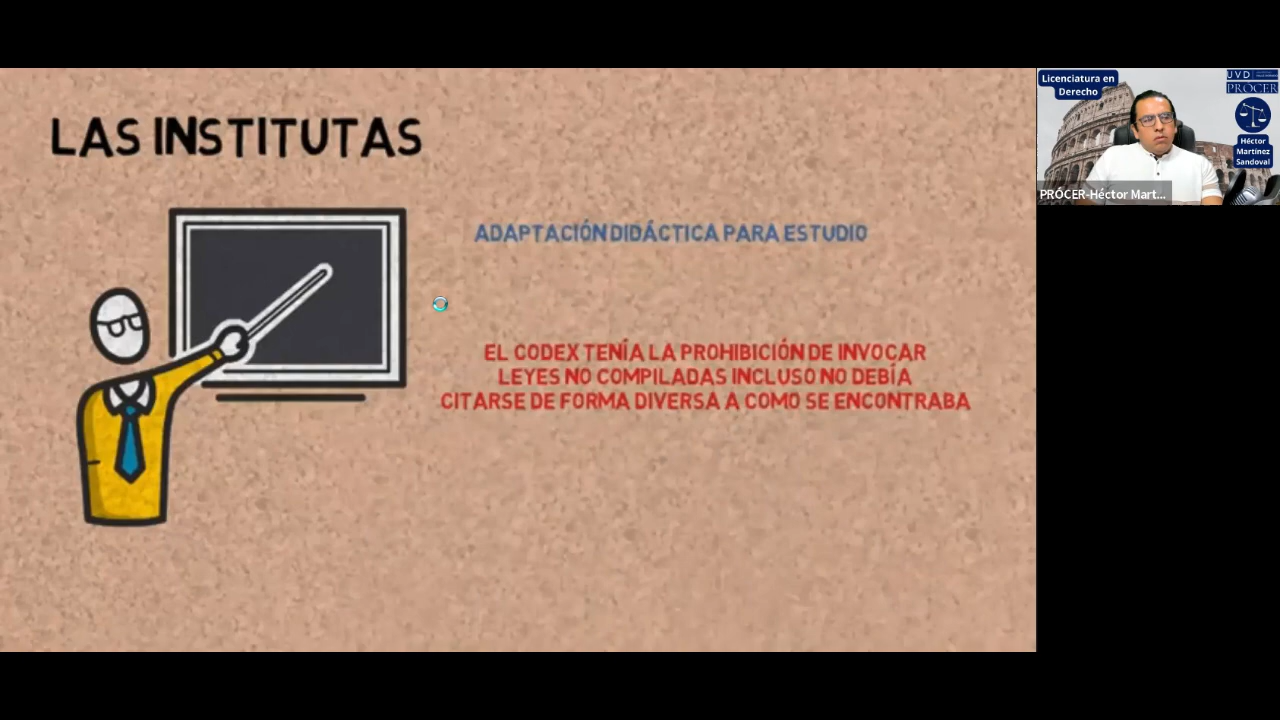 LAS INSTITUTAS
ADAPTACIÓN DIDÁCTICA PARA ESTUDIO
EL CODEX TENÍA LA PROHIBICIÓN DE INVOCAR
LEYES NO COMPILADAS INCLUSO NO DEBÍA
CITARSE DE FORMA DIVERSA A COMO SE ENCONTRABA
Licenciatura en
Derecho
UVD
PRÓCER
Héctor
Martínez
Sandoval
PRÓCER-Héctor Mart...